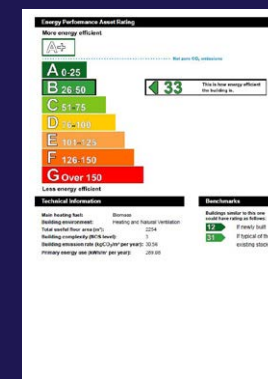 Energy Performance Asset Rating
More energy efficient
A+
Net zero CO₂ emissions
A 0-25
B 26-50
33
This is how energy efficient
the building is.
C 51-75
D 76-100
E 101-125
F 126-150
G Over 150
Less energy efficient
Technical Information
Main heating fuel: Biomass
Building environment: Heating and Natural Ventilation
Total useful floor area (m²): 2254
Building complexity (NOS level): 3
Building emission rate (kgCO₂/m² per year): 30.56
Primary energy use (kWh/m² per year):
Benchmarks
Buildings similar to this one
could have rating as follows:
12
If newly built
31
If typical of the
existing stock